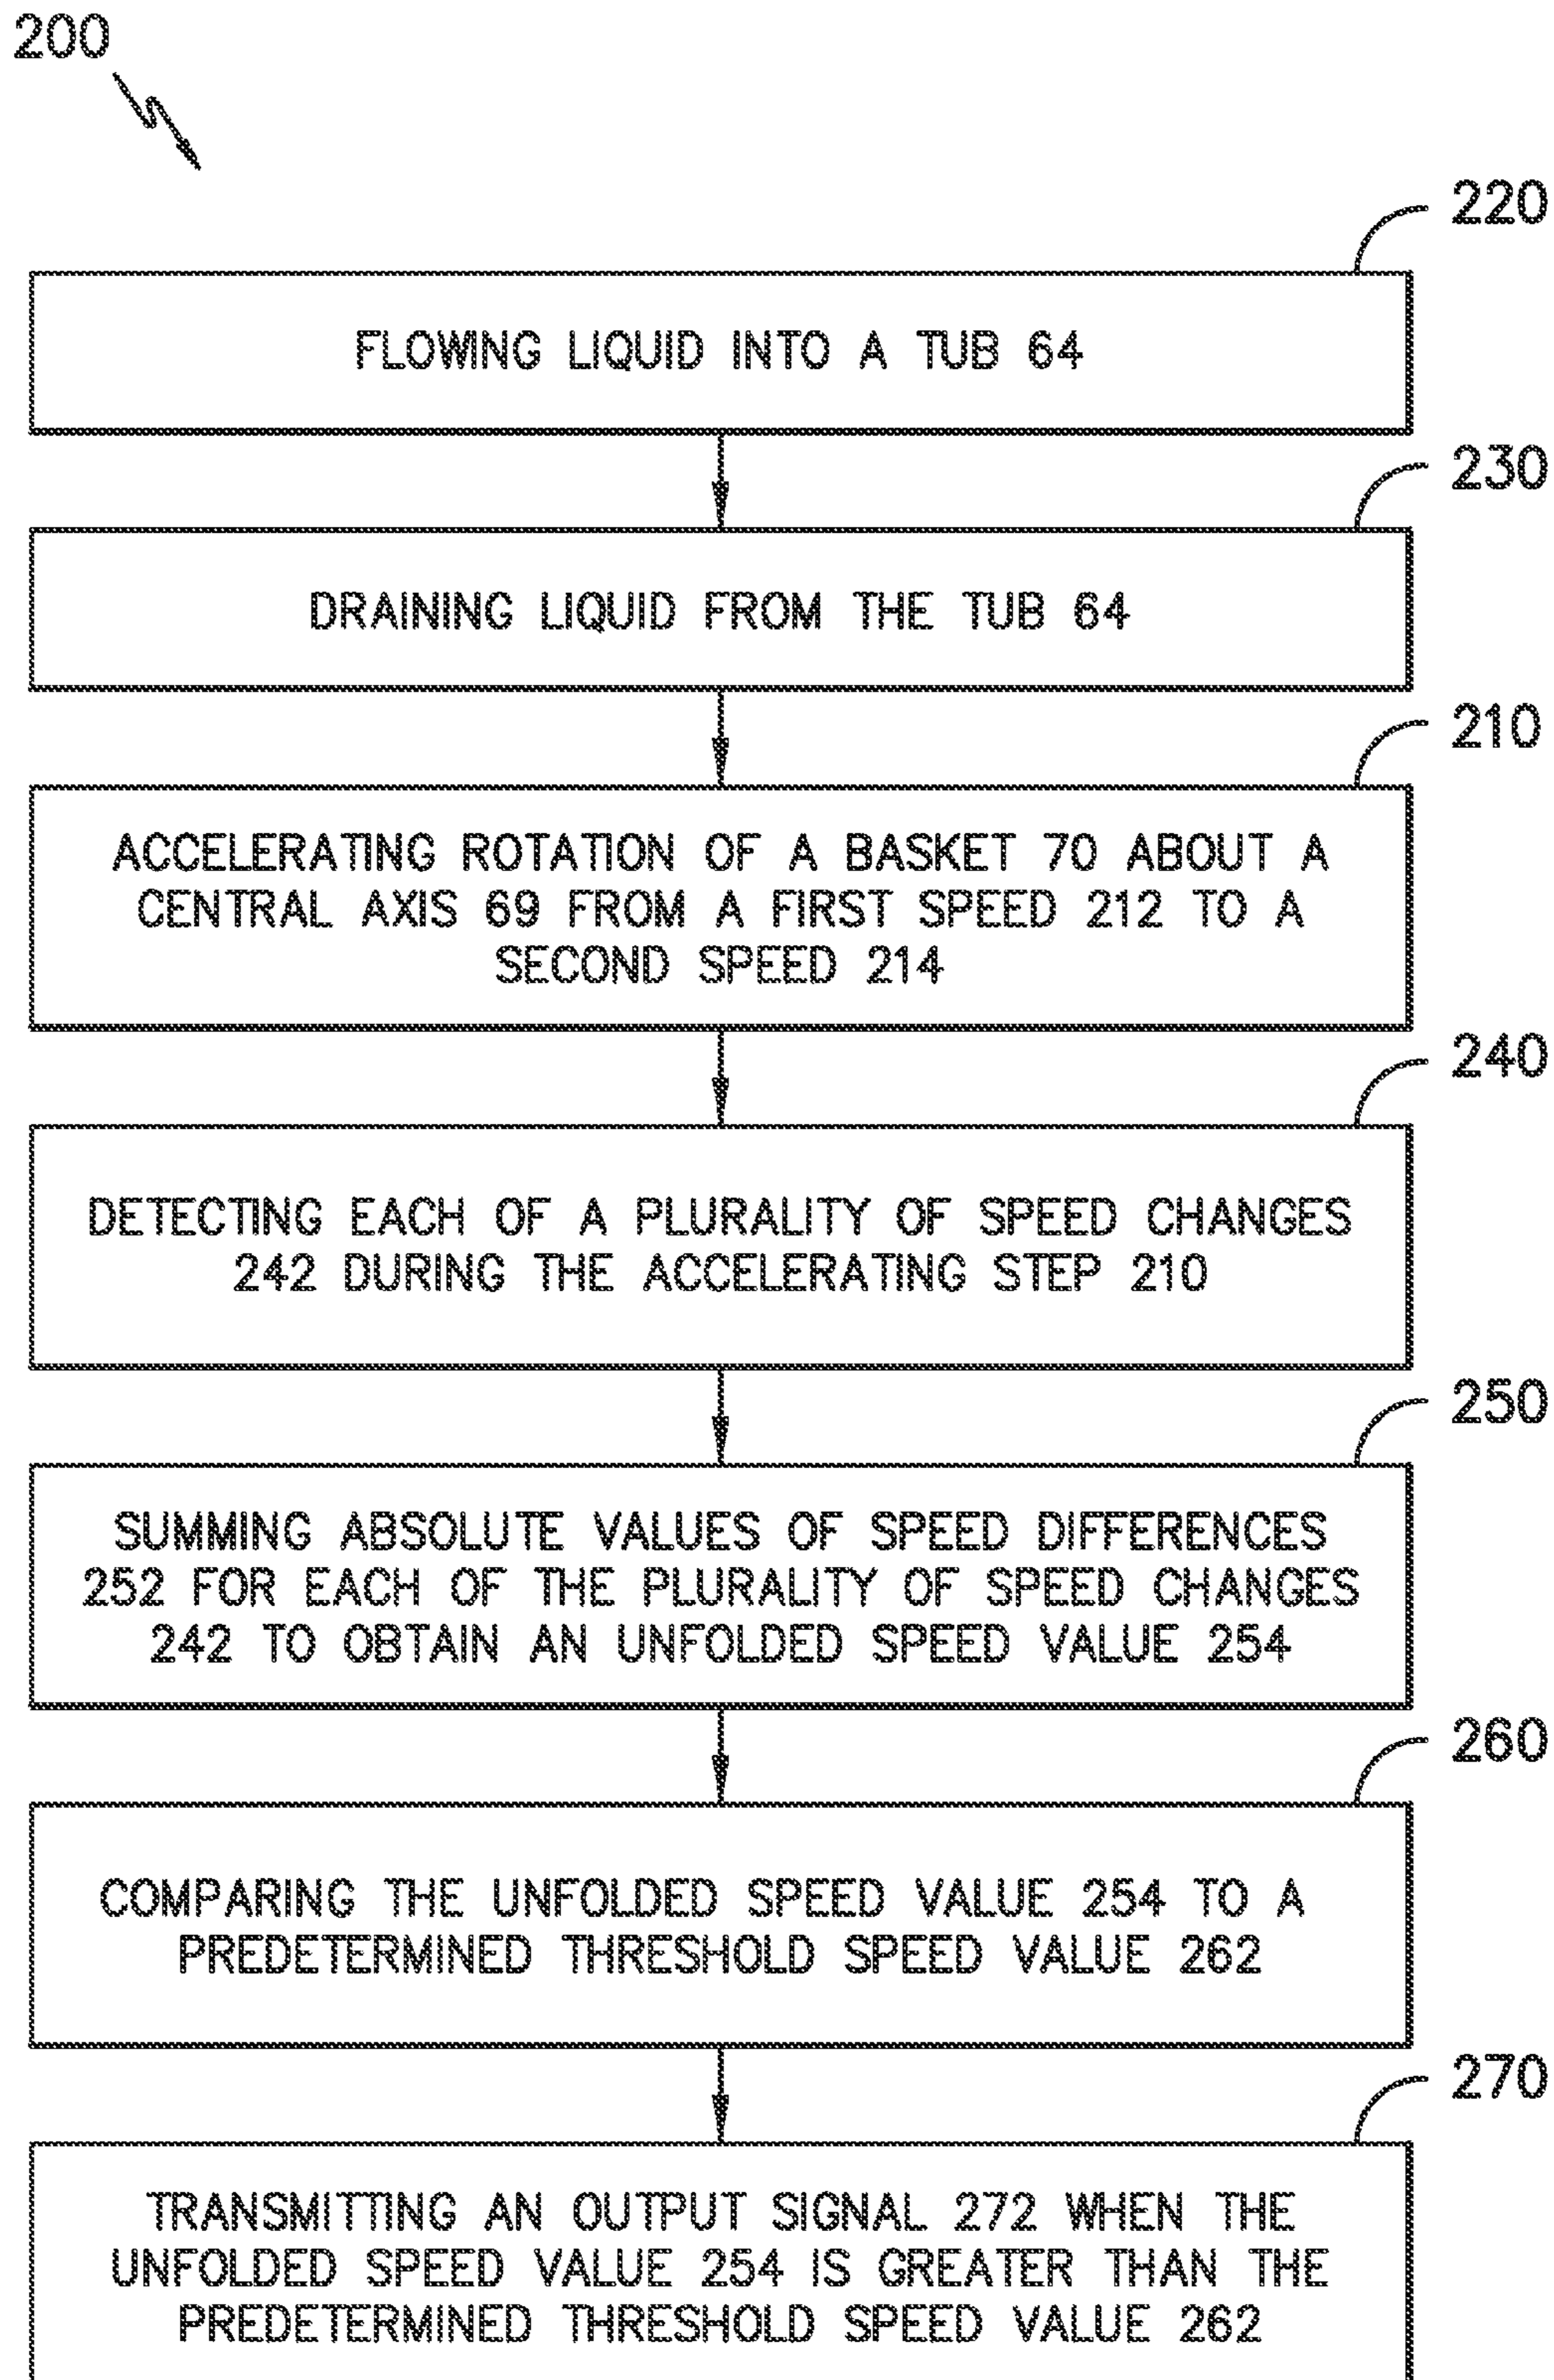 200
220
FLOWING LIQUID INTO A TUB 64
230
DRAINING LIQUID FROM THE TUB 64
210
ACCELERATING ROTATION OF A BASKET 70 ABOUT A
CENTRAL AXIS 69 FROM A FIRST SPEED 212 TO A
SECOND SPEED 214
240
DETECTING EACH OF A PLURALITY OF SPEED CHANGES
242 DURING THE ACCELERATING STEP 210
250
SUMMING ABSOLUTE VALUES OF SPEED DIFFERENCES
252 FOR EACH OF THE PLURALITY OF SPEED CHANGES
242 TO OBTAIN AN UNFOLDED SPEED VALUE 254
260
COMPARING THE UNFOLDED SPEED VALUE 254 TO A
PREDETERMINED THRESHOLD SPEED VALUE 262
270
TRANSMITTING AN OUTPUT SIGNAL 272 WHEN THE
UNFOLDED SPEED VALUE 254 IS GREATER THAN THE
PREDETERMINED THRESHOLD SPEED VALUE 262